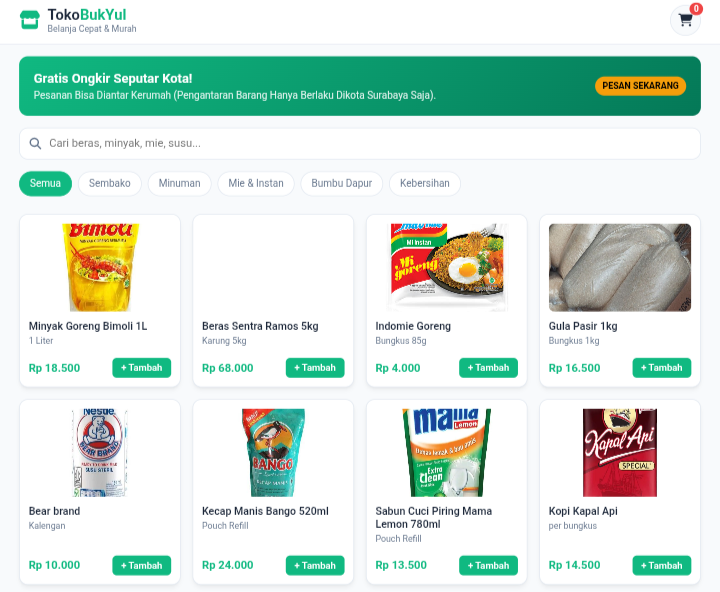 TokoBukYul
Belanja Cepat & Murah
0
Gratis Ongkir Seputar Kota!
Pesanan Bisa Diantar Kerumah (Pengantaran Barang Hanya Berlaku Dikota Surabaya Saja).
PESAN SEKARANG
Cari beras, minyak, mie, susu...
Semua
Sembako
Minuman
Mie & Instan
Bumbu Dapur
Kebersihan
Bimoli
Minyak Goreng Bimoli 1L
1 Liter
Rp 18.500
+ Tambah
Beras Sentra Ramos 5kg
Karung 5kg
Rp 68.000
+ Tambah
Mi Instan
Mi
goreng
Indomie Goreng
Bungkus 85g
Rp 4.000
+ Tambah
Gula Pasir 1kg
Bungkus 1kg
Rp 16.500
+ Tambah
Nestle
BEAR BRAND
SUSU STERIL
Bear brand
Kalengan
Rp 10.000
+ Tambah
BANGO
KECAP MANIS
Kecap Manis Bango 520ml
Pouch Refill
Rp 24.000
+ Tambah
mama
Lemon
Extra
Clean
Sabun Cuci Piring Mama
Lemon 780ml
Pouch Refill
Rp 13.500
+ Tambah
Kapal Api
SPECIAL
Kopi Kapal Api
per bungkus
Rp 14.500
+ Tambah